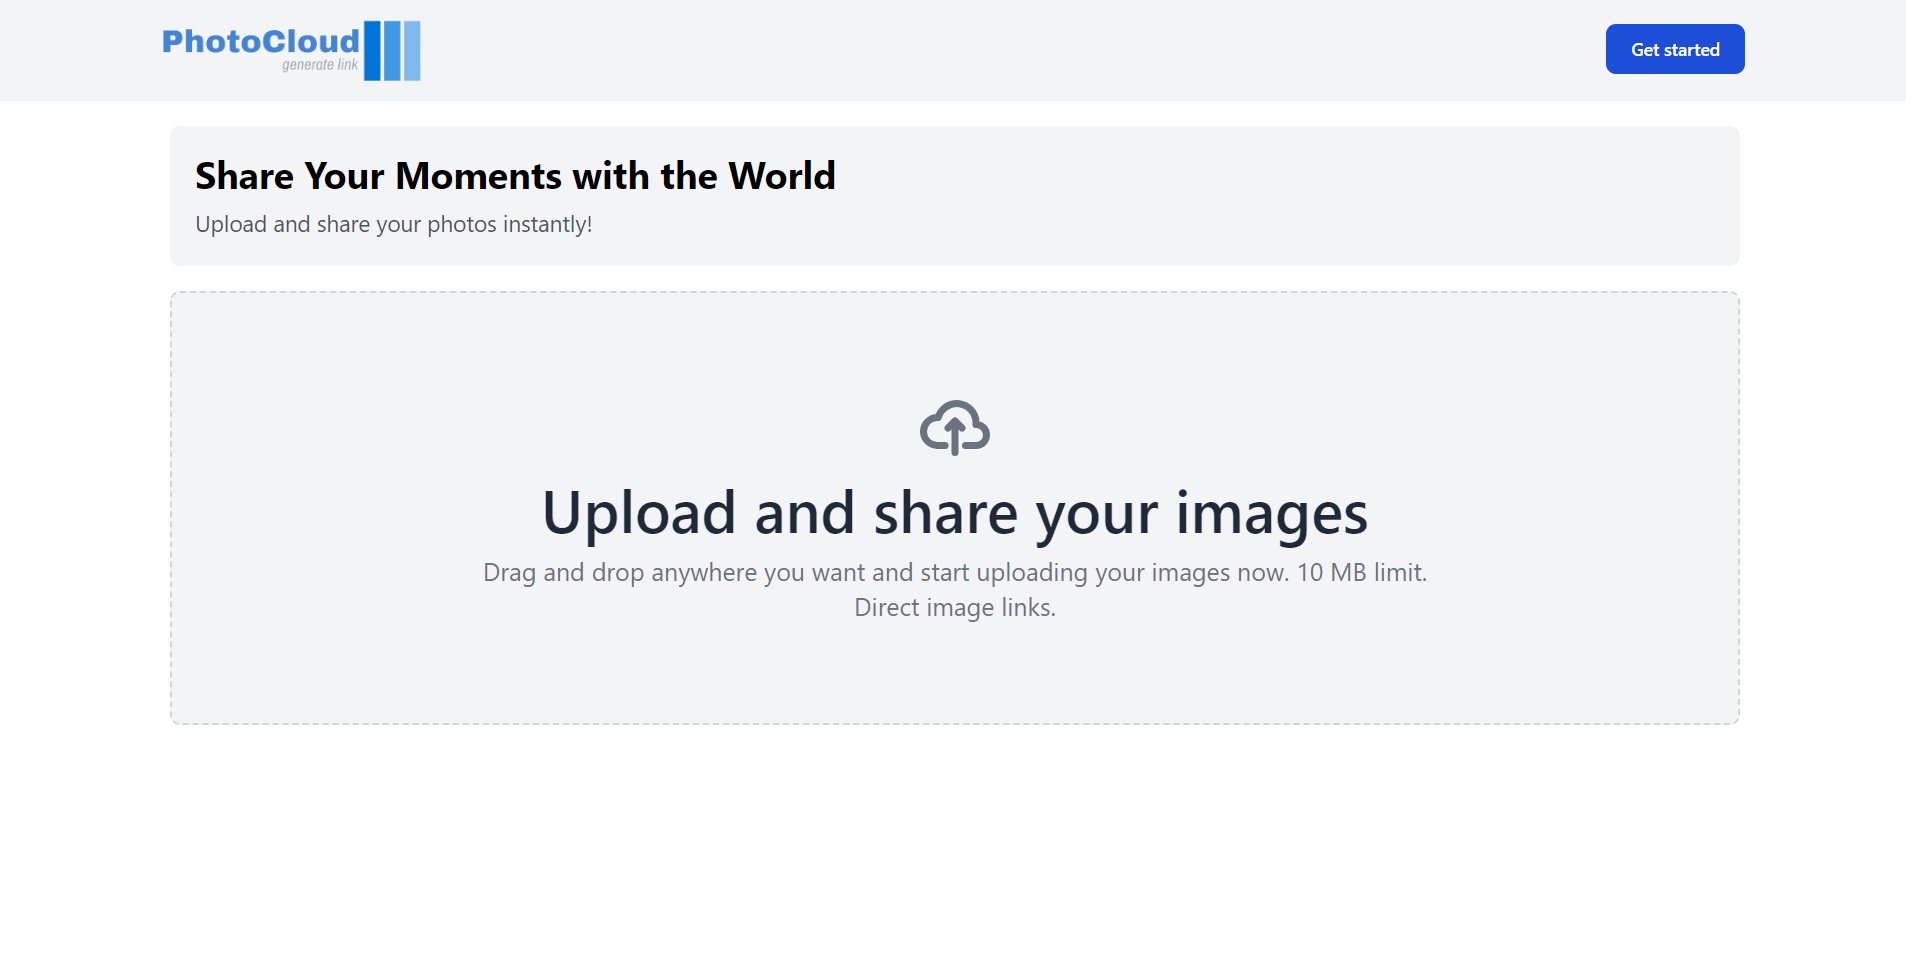 PhotoCloud
generate link
Get started
Share Your Moments with the World
Upload and share your photos instantly!
Upload and share your images
Drag and drop anywhere you want and start uploading your images now. 10 MB limit.
Direct image links.